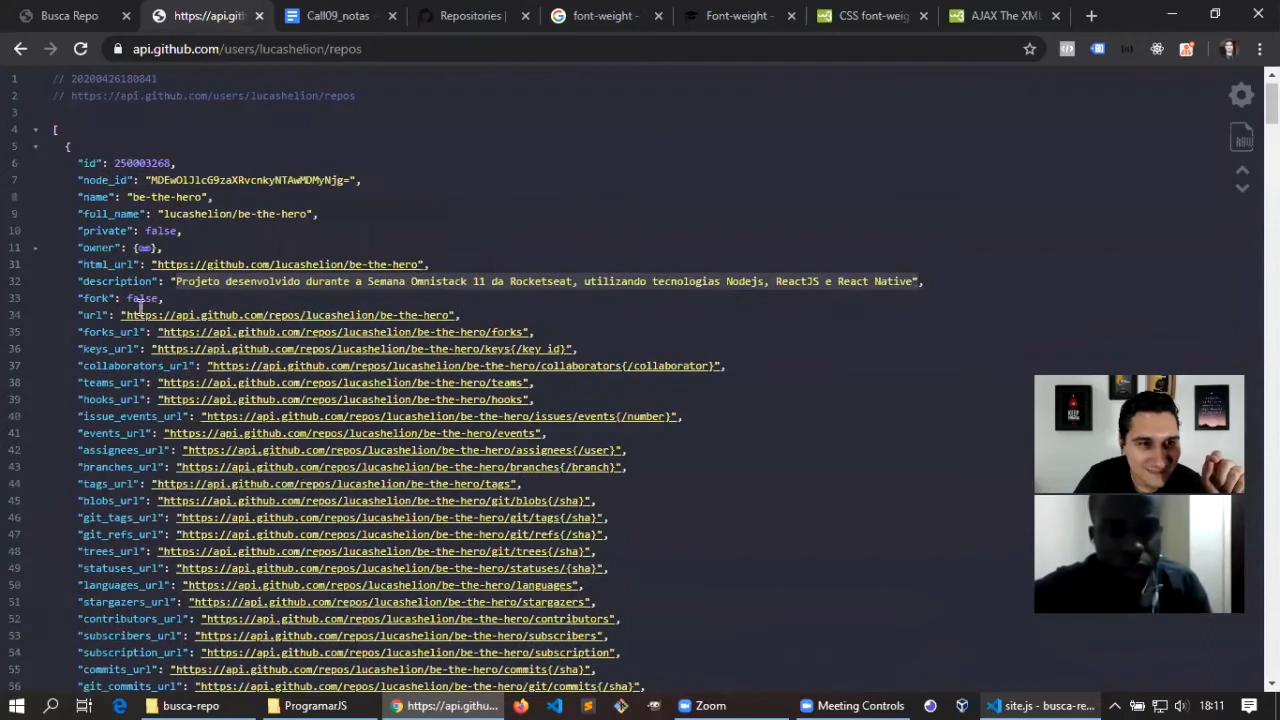 Busca Repo
https://api.gith
Call09_notas
Repositories |
font-weight -
Font-weight -
CSS font-weig
AJAX The XML
api.github.com/users/lucashelion/repos
1 // 20200426180841
2 // https://api.github.com/users/lucashelion/repos
3
4 [
5 {
6 "id": 250003268,
7 "node_id": "MDEwOlJlcG9zaXRvcnkyNTAwMDMyNjg=",
8 "name": "be-the-hero",
9 "full_name": "lucashelion/be-the-hero",
10 "private": false,
11 "owner": {
31 "html_url": "https://github.com/lucashelion/be-the-hero",
32 "description": "Projeto desenvolvido durante a Semana Omnistack 11 da Rocketseat, utilizando tecnologias Nodejs, ReactJS e React Native",
33 "fork": false,
34 "url": "https://api.github.com/repos/lucashelion/be-the-hero",
35 "forks_url": "https://api.github.com/repos/lucashelion/be-the-hero/forks",
36 "keys_url": "https://api.github.com/repos/lucashelion/be-the-hero/keys{/key_id}",
37 "collaborators_url": "https://api.github.com/repos/lucashelion/be-the-hero/collaborators{/collaborator}",
38 "teams_url": "https://api.github.com/repos/lucashelion/be-the-hero/teams",
39 "hooks_url": "https://api.github.com/repos/lucashelion/be-the-hero/hooks",
40 "issue_events_url": "https://api.github.com/repos/lucashelion/be-the-hero/issues/events{/number}",
41 "events_url": "https://api.github.com/repos/lucashelion/be-the-hero/events",
42 "assignees_url": "https://api.github.com/repos/lucashelion/be-the-hero/assignees{/user}",
43 "branches_url": "https://api.github.com/repos/lucashelion/be-the-hero/branches{/branch}",
44 "tags_url": "https://api.github.com/repos/lucashelion/be-the-hero/tags",
45 "blobs_url": "https://api.github.com/repos/lucashelion/be-the-hero/git/blobs{/sha}",
46 "git_tags_url": "https://api.github.com/repos/lucashelion/be-the-hero/git/tags{/sha}",
47 "git_refs_url": "https://api.github.com/repos/lucashelion/be-the-hero/git/refs{/sha}",
48 "trees_url": "https://api.github.com/repos/lucashelion/be-the-hero/git/trees{/sha}",
49 "statuses_url": "https://api.github.com/repos/lucashelion/be-the-hero/statuses/{sha}",
50 "languages_url": "https://api.github.com/repos/lucashelion/be-the-hero/languages",
51 "stargazers_url": "https://api.github.com/repos/lucashelion/be-the-hero/stargazers",
52 "contributors_url": "https://api.github.com/repos/lucashelion/be-the-hero/contributors",
53 "subscribers_url": "https://api.github.com/repos/lucashelion/be-the-hero/subscribers",
54 "subscription_url": "https://api.github.com/repos/lucashelion/be-the-hero/subscription",
55 "commits_url": "https://api.github.com/repos/lucashelion/be-the-hero/commits{/sha}",
56 "git_commits_url": "https://api.github.com/repos/lucashelion/be-the-hero/git/commits{/sha}",
RAW
KEEP
busca-repo
ProgramarJS
https://api.githu...
Zoom
Meeting Controls
site.js - busca-re...
18:11